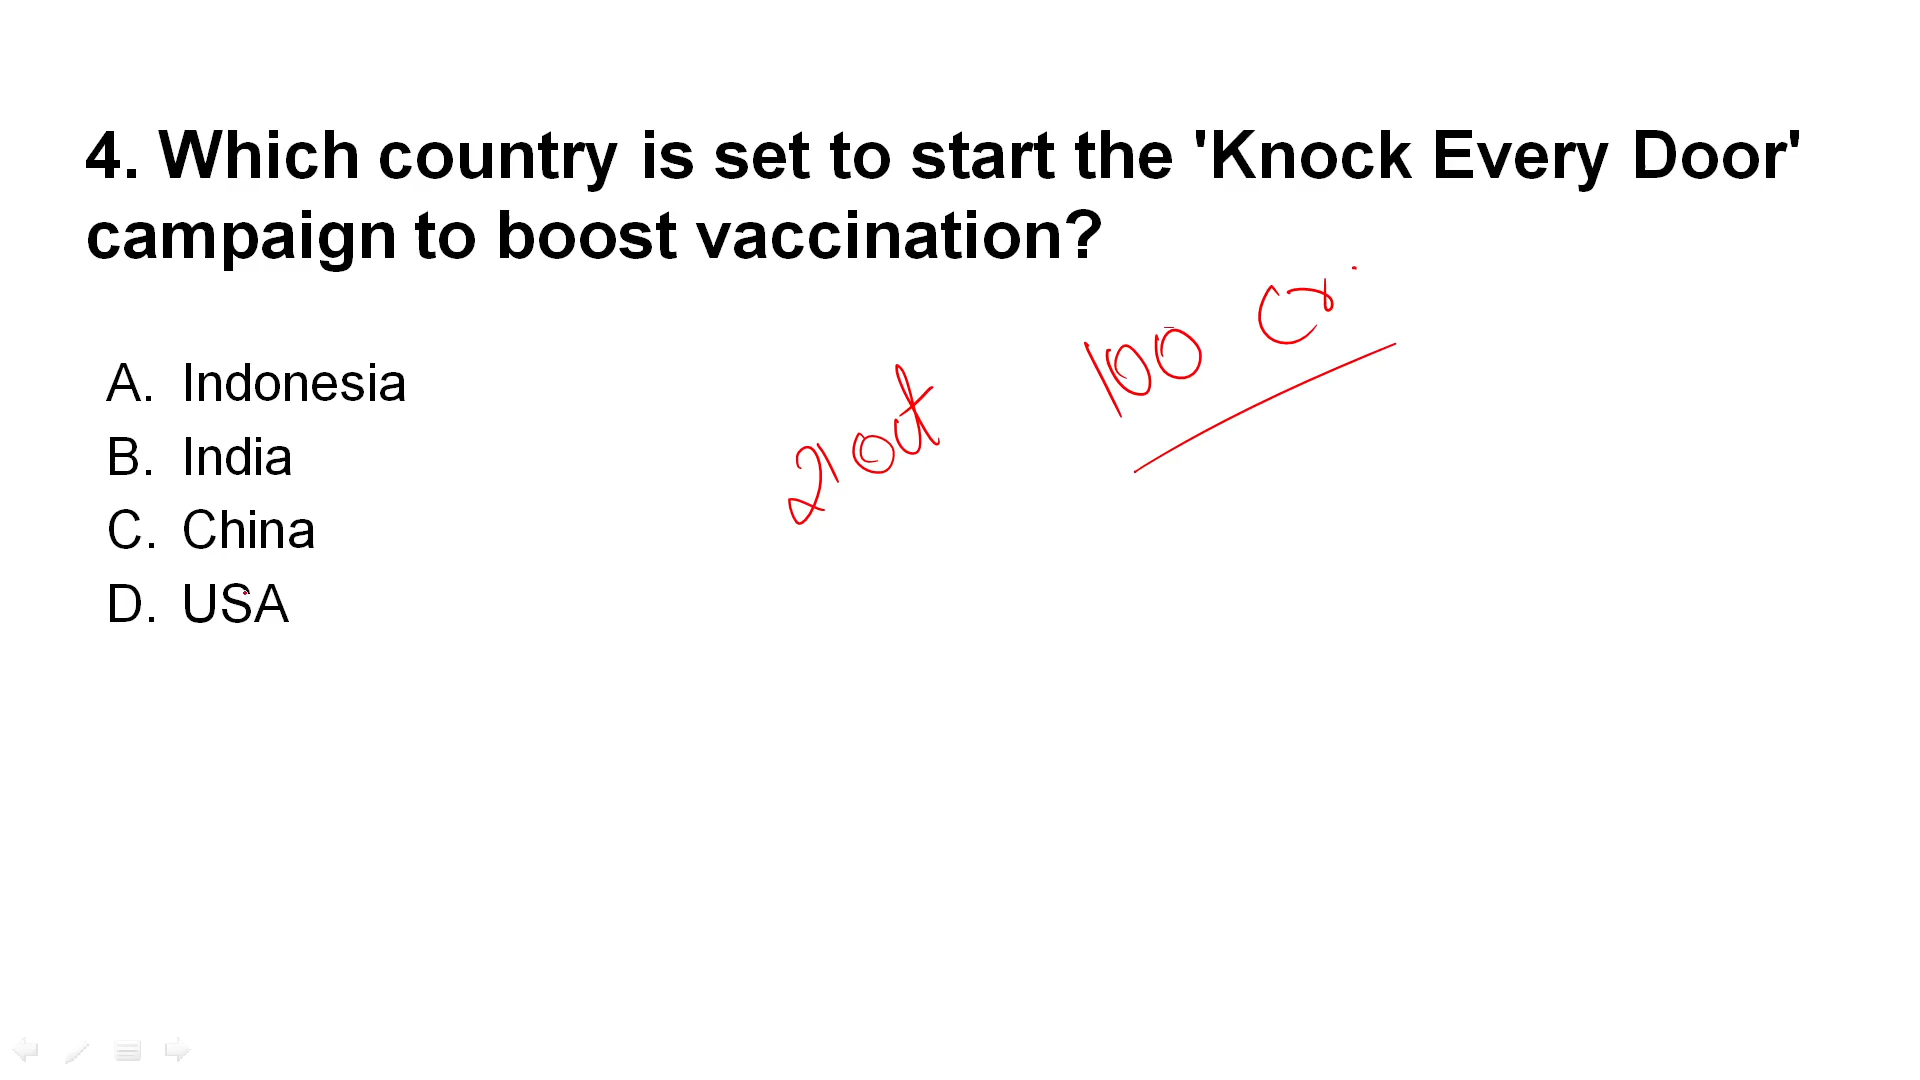 4. Which country is set to start the 'Knock Every Door'
campaign to boost vaccination?
100 Cr.
21 oct
A. Indonesia
B. India
C. China
D. USA